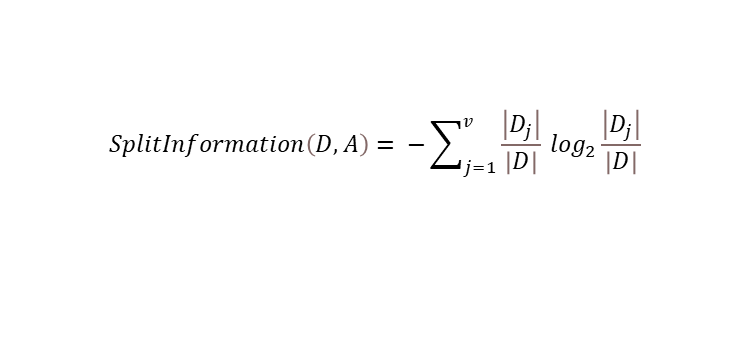 SplitInformation(D, A) = −∑_{j=1}^{v} |D_j|/|D| log_2 |D_j|/|D|